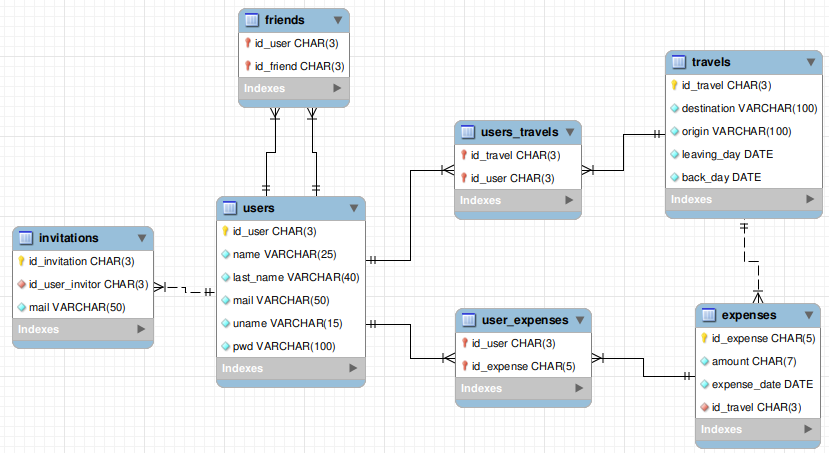 friends
id_user CHAR(3)
id_friend CHAR(3)
Indexes
travels
id_travel CHAR(3)
destination VARCHAR(100)
origin VARCHAR(100)
leaving_day DATE
back_day DATE
Indexes
users_travels
id_travel CHAR(3)
id_user CHAR(3)
Indexes
users
id_user CHAR(3)
name VARCHAR(25)
last_name VARCHAR(40)
mail VARCHAR(50)
uname VARCHAR(15)
pwd VARCHAR(100)
Indexes
invitations
id_invitation CHAR(3)
id_user_invitor CHAR(3)
mail VARCHAR(50)
Indexes
user_expenses
id_user CHAR(3)
id_expense CHAR(5)
Indexes
expenses
id_expense CHAR(5)
amount CHAR(7)
expense_date DATE
id_travel CHAR(3)
Indexes